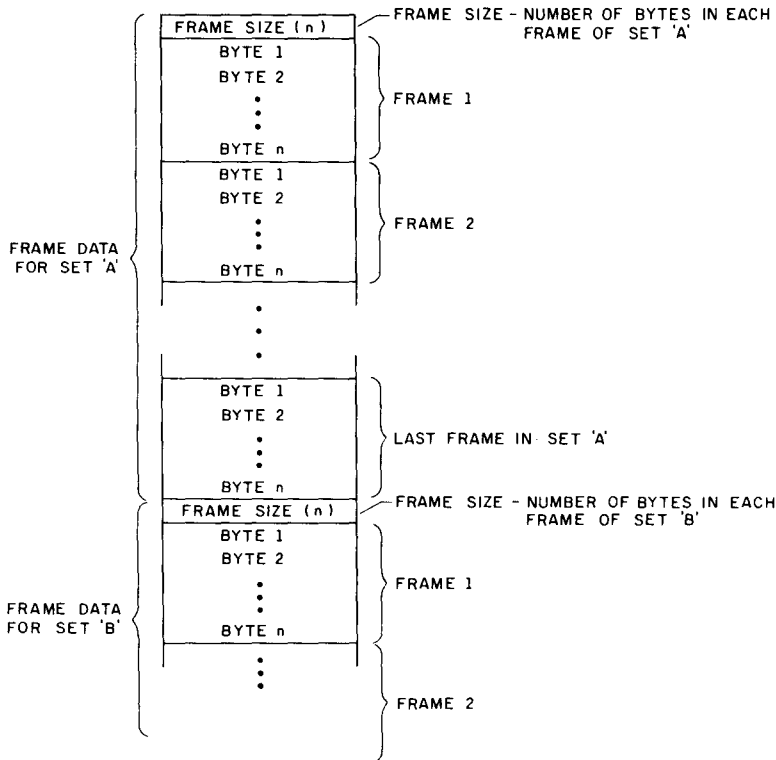 FRAME SIZE (n)
FRAME SIZE - NUMBER OF BYTES IN EACH
FRAME OF SET 'A'
BYTE 1
BYTE 2
BYTE n
FRAME 1
BYTE 1
BYTE 2
BYTE n
FRAME 2
FRAME DATA
FOR SET 'A'
BYTE 1
BYTE 2
BYTE n
LAST FRAME IN SET 'A'
FRAME SIZE (n)
FRAME SIZE - NUMBER OF BYTES IN EACH
FRAME OF SET 'B'
BYTE 1
BYTE 2
BYTE n
FRAME 1
FRAME DATA
FOR SET 'B'
FRAME 2